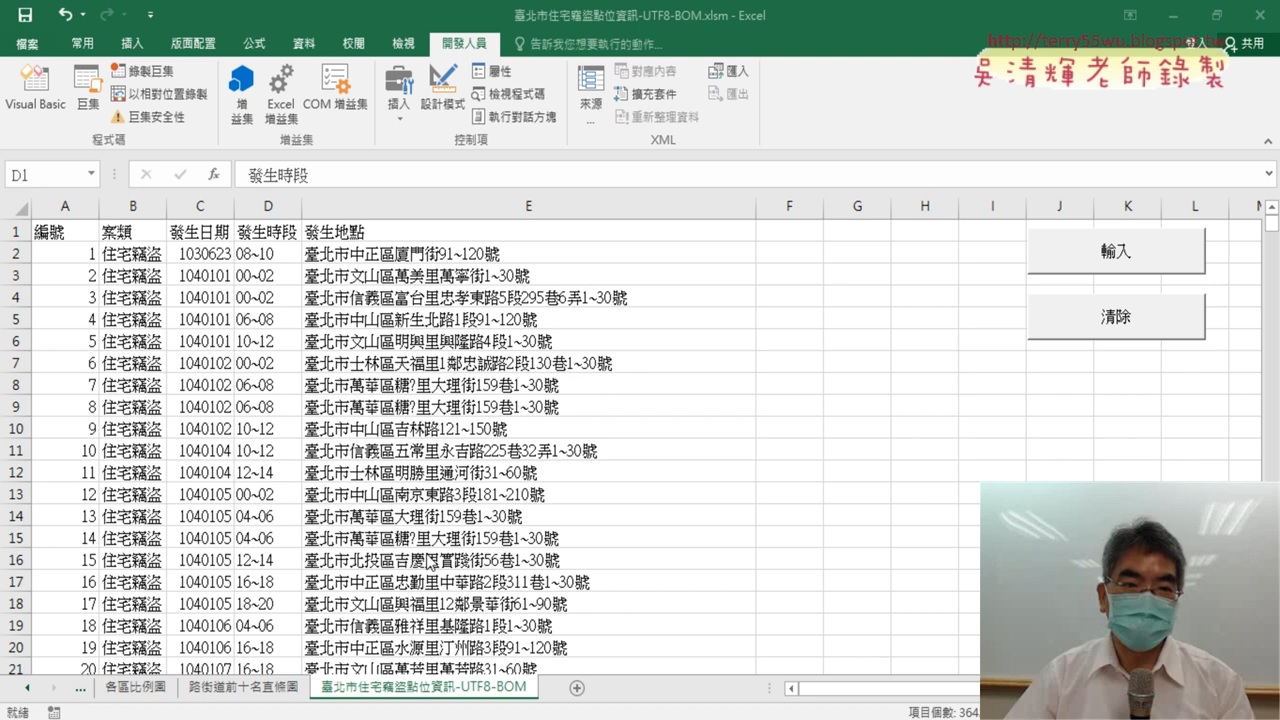 臺北市住宅竊盜點位資訊-UTF8-BOM.xlsm - Excel
檔案 常用 插入 版面配置 公式 資料 校閱 檢視 開發人員 告訴我您想要執行的動作... 登入 共用
http://terry55wu.blogspot.tw
吳清輝老師錄製
Visual Basic 巨集 錄製巨集 以相對位置錄製 巨集安全性 程式碼
增益集 Excel 增益集 COM 增益集 增益集
插入 設計模式 屬性 檢視程式碼 執行對話方塊 控制項
來源... 對應內容 擴充套件 重新整理資料 匯入 匯出 XML
D1 fx 發生時段
A B C D E F G H I J K L M
1 編號 案類 發生日期 發生時段 發生地點
2 1 住宅竊盜 1030623 08~10 臺北市中正區廈門街91~120號
輸入
3 2 住宅竊盜 1040101 00~02 臺北市文山區萬美里萬寧街1~30號
4 3 住宅竊盜 1040101 00~02 臺北市信義區富台里忠孝東路5段295巷6弄1~30號
5 4 住宅竊盜 1040101 06~08 臺北市中山區新生北路1段91~120號
清除
6 5 住宅竊盜 1040101 10~12 臺北市文山區明興里興隆路4段1~30號
7 6 住宅竊盜 1040102 00~02 臺北市士林區天福里1鄰忠誠路2段130巷1~30號
8 7 住宅竊盜 1040102 06~08 臺北市萬華區糖?里大理街159巷1~30號
9 8 住宅竊盜 1040102 06~08 臺北市萬華區糖?里大理街159巷1~30號
10 9 住宅竊盜 1040102 10~12 臺北市中山區吉林路121~150號
11 10 住宅竊盜 1040104 10~12 臺北市信義區五常里永吉路225巷32弄1~30號
12 11 住宅竊盜 1040104 12~14 臺北市士林區明勝里通河街31~60號
13 12 住宅竊盜 1040105 00~02 臺北市中山區南京東路3段181~210號
14 13 住宅竊盜 1040105 04~06 臺北市萬華區大理街159巷1~30號
15 14 住宅竊盜 1040105 04~06 臺北市萬華區糖?里大理街159巷1~30號
16 15 住宅竊盜 1040105 12~14 臺北市北投區吉慶里實踐街56巷1~30號
17 16 住宅竊盜 1040105 16~18 臺北市中正區忠勤里中華路2段311巷1~30號
18 17 住宅竊盜 1040105 18~20 臺北市文山區興福里12鄰景華街61~90號
19 18 住宅竊盜 1040106 04~06 臺北市信義區雅祥里基隆路1段1~30號
20 19 住宅竊盜 1040106 16~18 臺北市中正區水源里汀州路3段91~120號
21 20 住宅竊盜 1040107 16~18 臺北市文山區萬芳里萬芳路31~60號
... 各區比例圖 路街道前十名直條圖 臺北市住宅竊盜點位資訊-UTF8-BOM
就緒 項目個數: 364